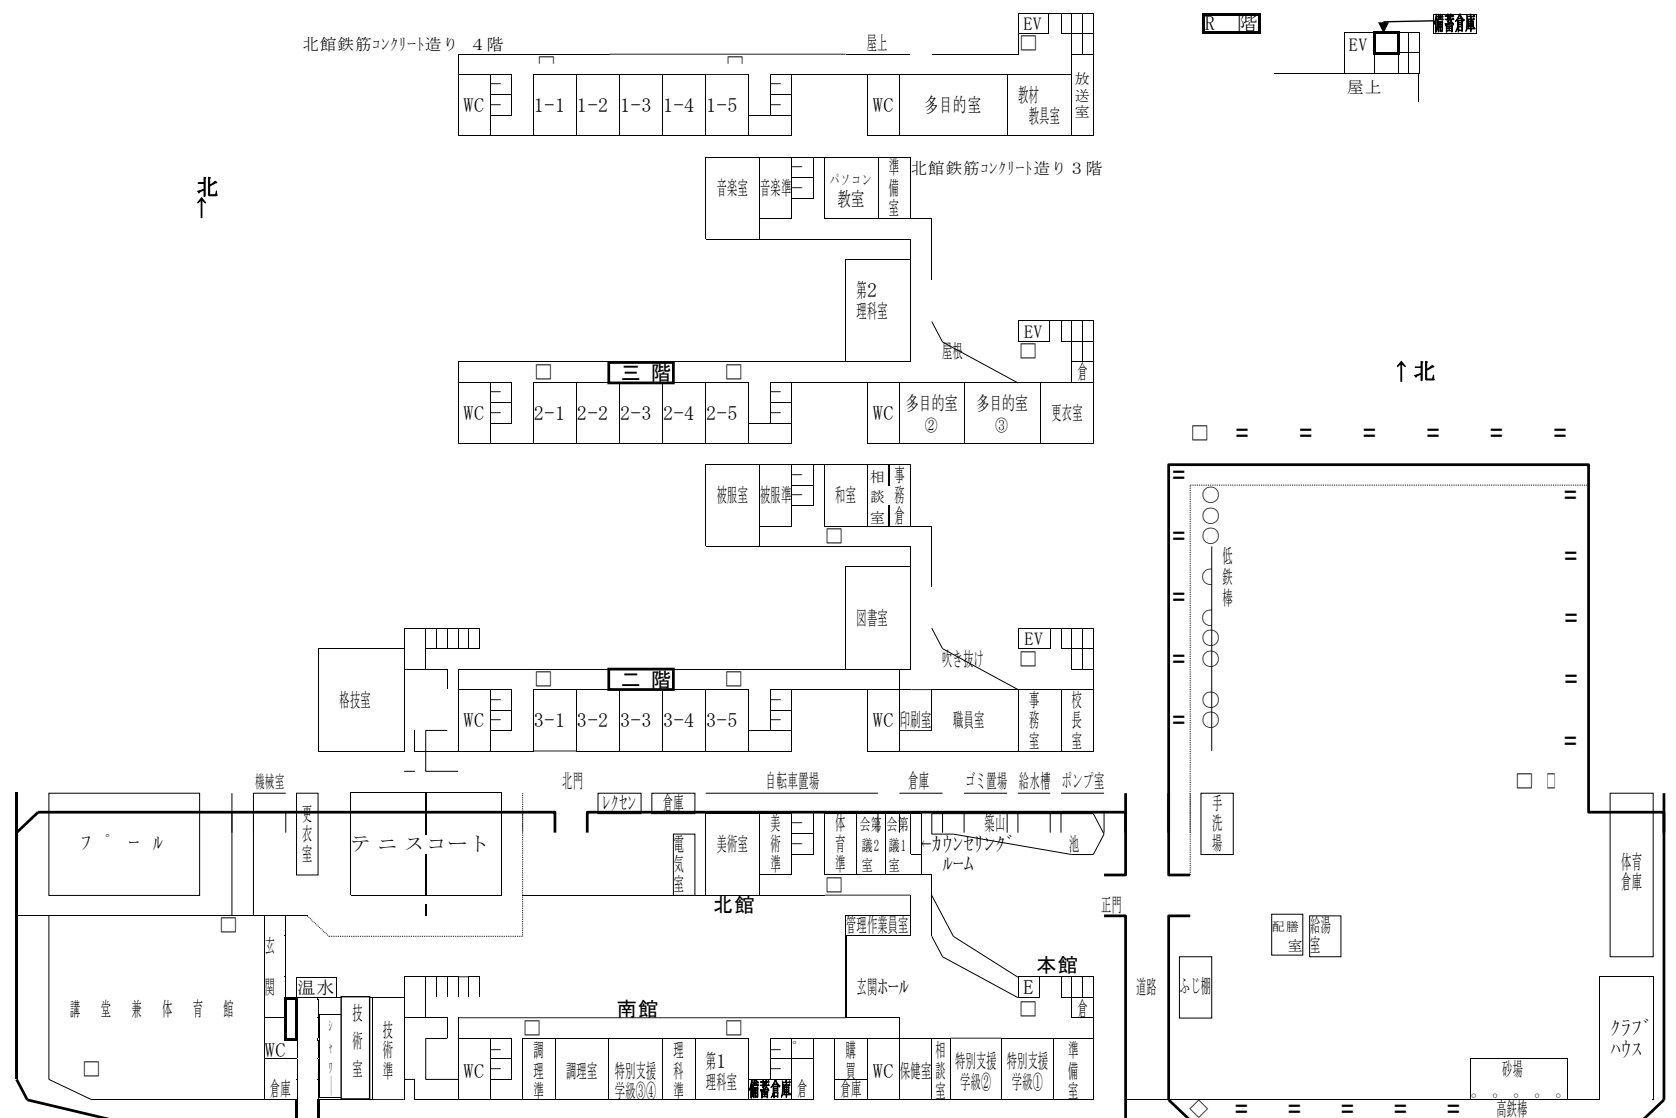 R 階
備蓄倉庫
EV
屋上
北館鉄筋コンクリート造り 4階
屋上
EV
WC 1-1 1-2 1-3 1-4 1-5 WC 多目的室 教材教具室 放送室
北
↑
北館鉄筋コンクリート造り3階
音楽室 音楽準 パソコン教室 準備室
第2
理科室
屋根
EV
倉
三 階
WC 2-1 2-2 2-3 2-4 2-5 WC 多目的室② 多目的室③ 更衣室
↑北
被服室 被服準 和室 相談室 事務倉
図書室
吹き抜け
EV
二 階
格技室
WC 3-1 3-2 3-3 3-4 3-5 WC 印刷室 職員室 事務室 校長室
低鉄棒
機械室 北門 自転車置場 倉庫 ゴミ置場 給水槽 ポンプ室
レクセン 倉庫
プール
更衣室
テニスコート
電気室
美術室 美術準 体育準 会議第2室 会議第1室
←カウンセリング
ルーム
築山
池
手洗場
体育
倉庫
北館
正門
管理作業員室
配膳室
給湯室
玄関
本館
講堂兼体育館
温水
玄関ホール
E
倉
道路
ふじ棚
南館
シャワー
技術室
技術準
クラブ
ハウス
WC
倉庫
WC 調理準 調理室 特別支援学級③④ 理科準 第1理科室 備蓄倉庫 倉 購買 倉庫 WC 保健室 相談室 特別支援学級② 特別支援学級① 準備室
砂場
高鉄棒